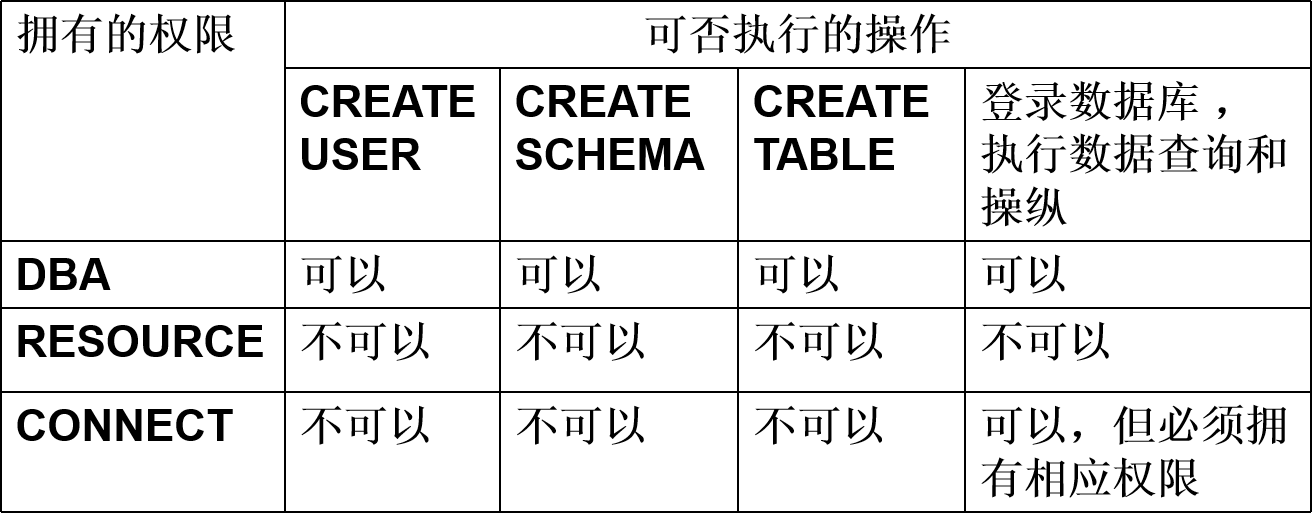 拥有的权限 可否执行的操作
CREATE USER CREATE SCHEMA CREATE TABLE 登录数据库，执行数据查询和操纵
DBA 可以 可以 可以 可以
RESOURCE 不可以 不可以 不可以 不可以
CONNECT 不可以 不可以 不可以 可以，但必须拥有相应权限